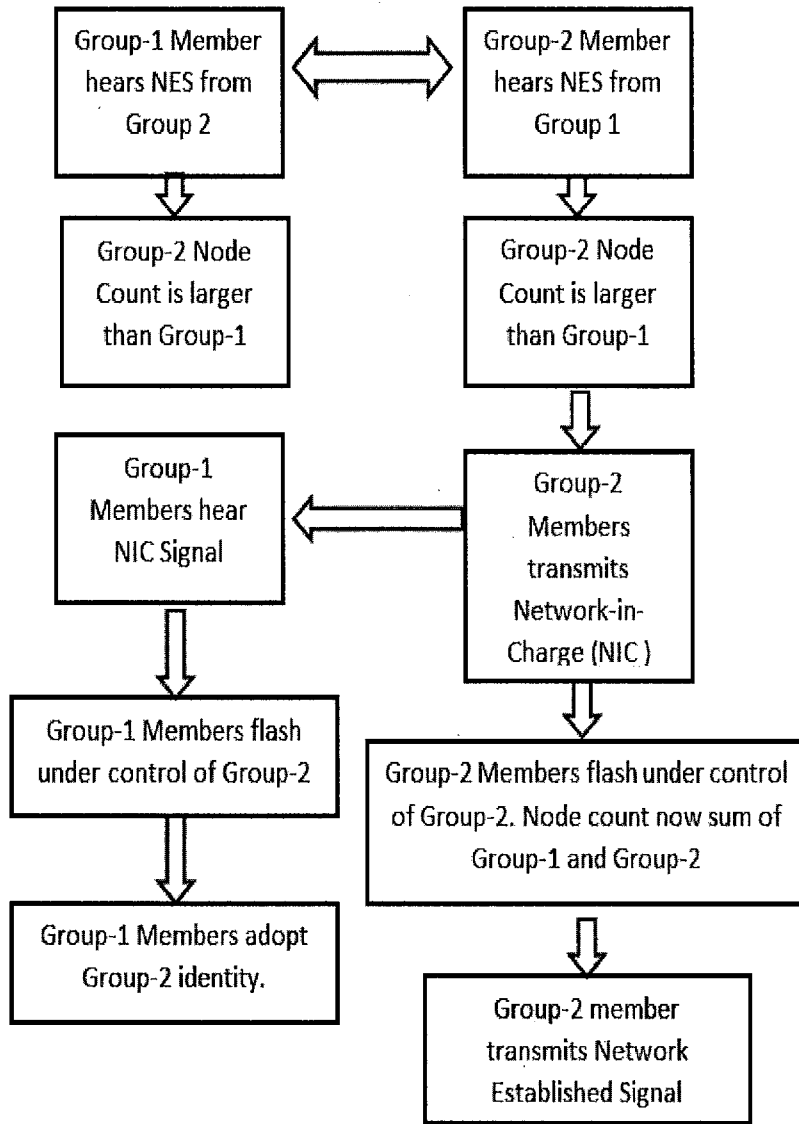 Group-1 Member
hears NES from
Group 2
Group-2 Member
hears NES from
Group 1
Group-2 Node
Count is larger
than Group-1
Group-2 Node
Count is larger
than Group-1
Group-1
Members hear
NIC Signal
Group-2
Members
transmits
Network-in-
Charge (NIC )
Group-1 Members flash
under control of Group-2
Group-2 Members flash under control
of Group-2. Node count now sum of
Group-1 and Group-2
Group-1 Members adopt
Group-2 identity.
Group-2 member
transmits Network
Established Signal